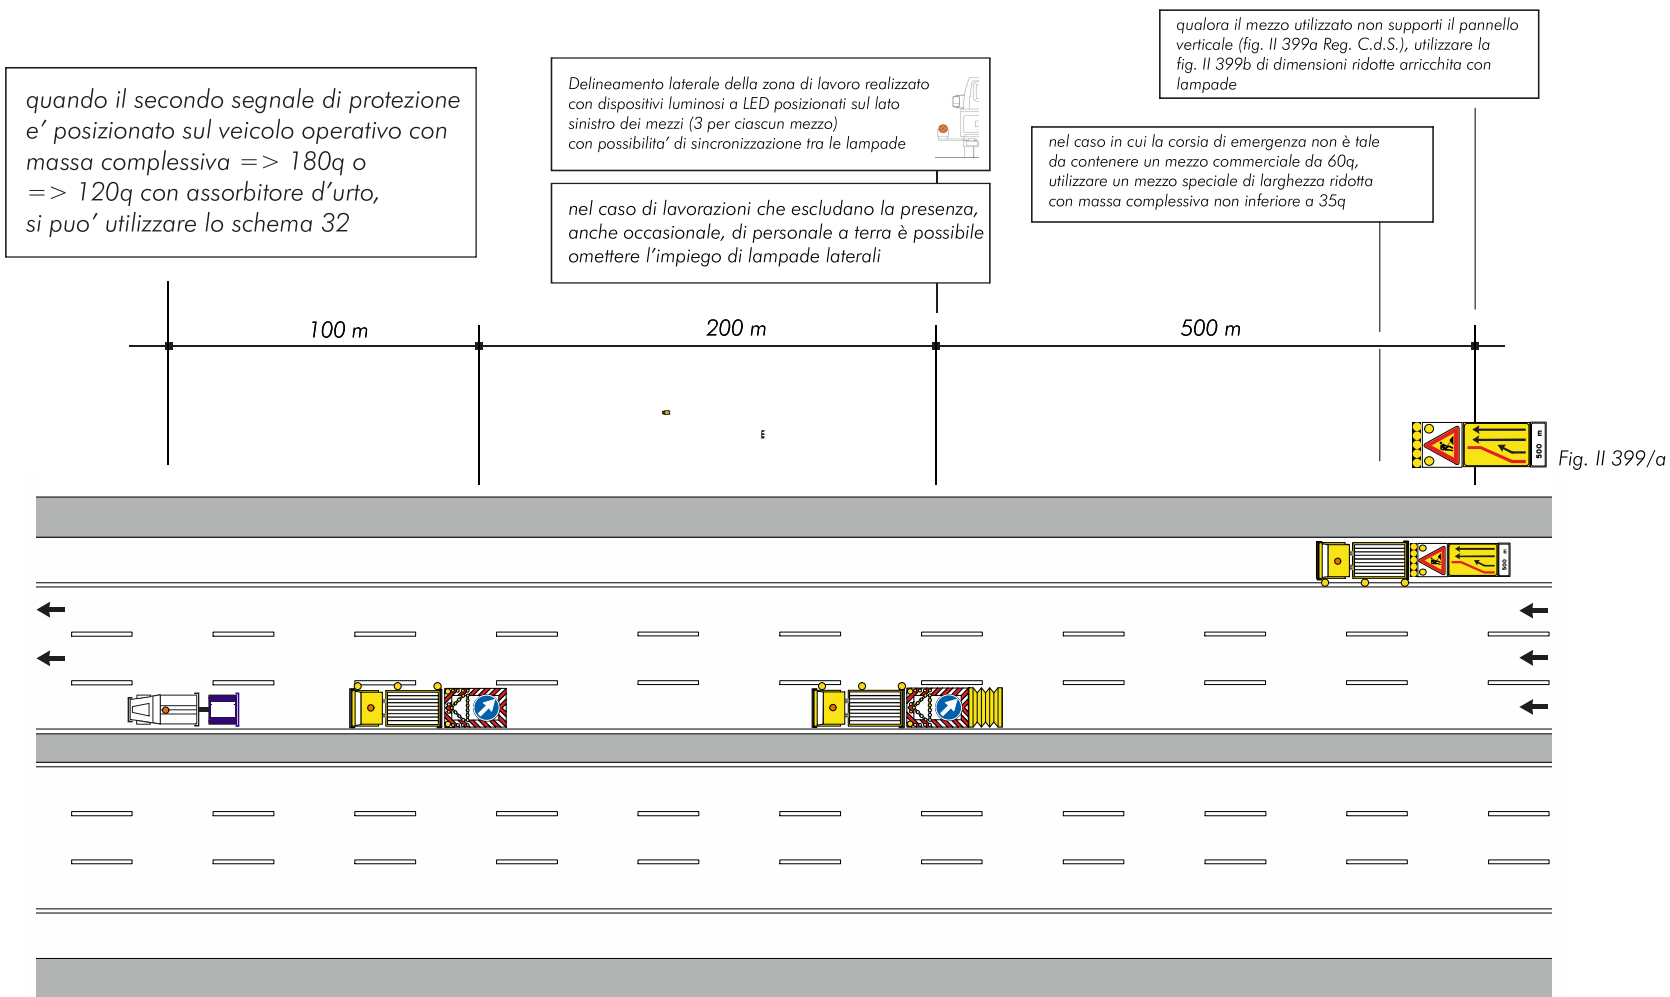 qualora il mezzo utilizzato non supporti il pannello
verticale (fig. II 399a Reg. C.d.S.), utilizzare la
fig. II 399b di dimensioni ridotte arricchita con
lampade
quando il secondo segnale di protezione
e' posizionato sul veicolo operativo con
massa complessiva => 180q o
=> 120q con assorbitore d'urto,
si puo' utilizzare lo schema 32
Delineamento laterale della zona di lavoro realizzato
con dispositivi luminosi a LED posizionati sul lato
sinistro dei mezzi (3 per ciascun mezzo)
con possibilita' di sincronizzazione tra le lampade
nel caso di lavorazioni che escludano la presenza,
anche occasionale, di personale a terra è possibile
omettere l'impiego di lampade laterali
nel caso in cui la corsia di emergenza non è tale
da contenere un mezzo commerciale da 60q,
utilizzare un mezzo speciale di larghezza ridotta
con massa complessiva non inferiore a 35q
100 m
200 m
500 m
m
500 m
Fig. II 399/a
500 m